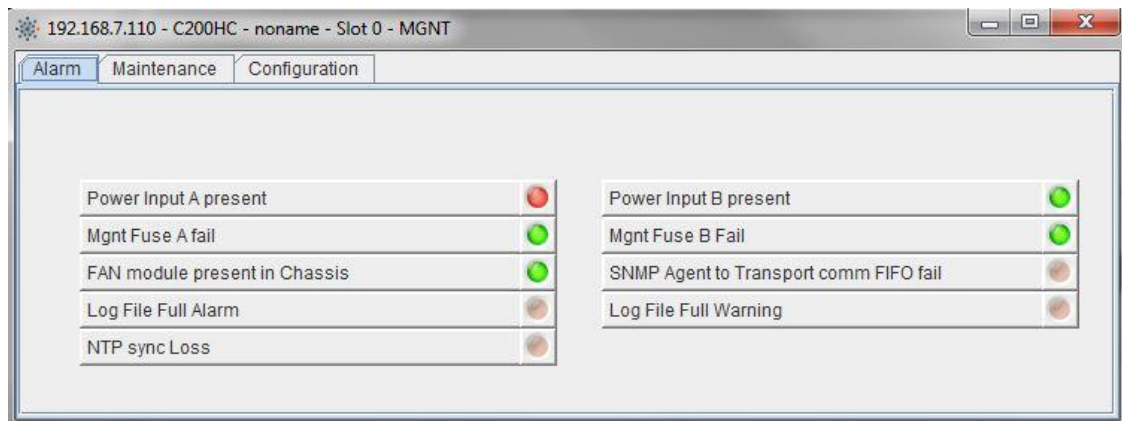 192.168.7.110 - C200HC - noname - Slot 0 - MGNT
Alarm Maintenance Configuration
Power Input A present Power Input B present
Mgnt Fuse A fail Mgnt Fuse B Fail
FAN module present in Chassis SNMP Agent to Transport comm FIFO fail
Log File Full Alarm Log File Full Warning
NTP sync Loss